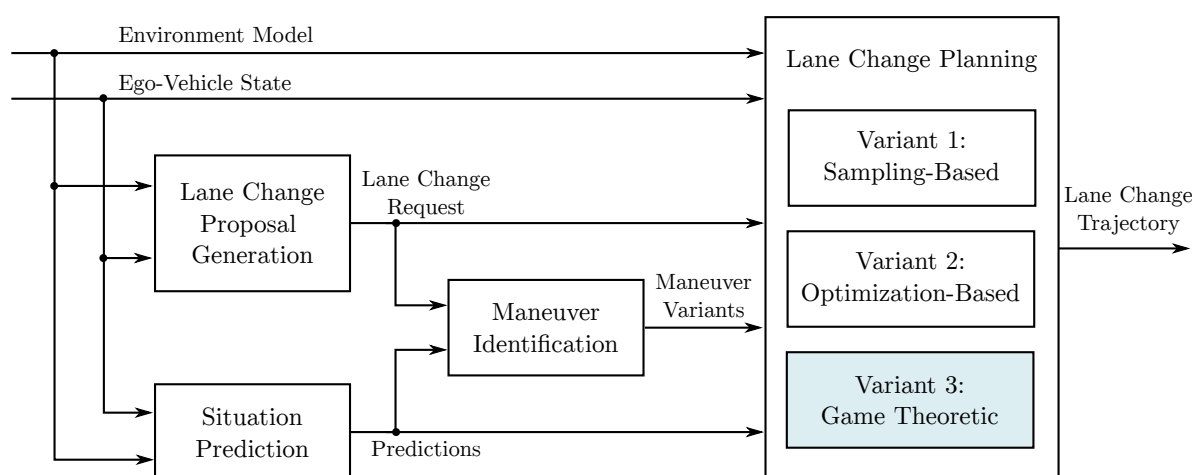 Environment Model
Ego-Vehicle State
Lane Change
Proposal
Generation
Lane Change
Request
Situation
Prediction
Predictions
Maneuver
Identification
Maneuver
Variants
Lane Change Planning
Variant 1:
Sampling-Based
Variant 2:
Optimization-Based
Variant 3:
Game Theoretic
Lane Change
Trajectory